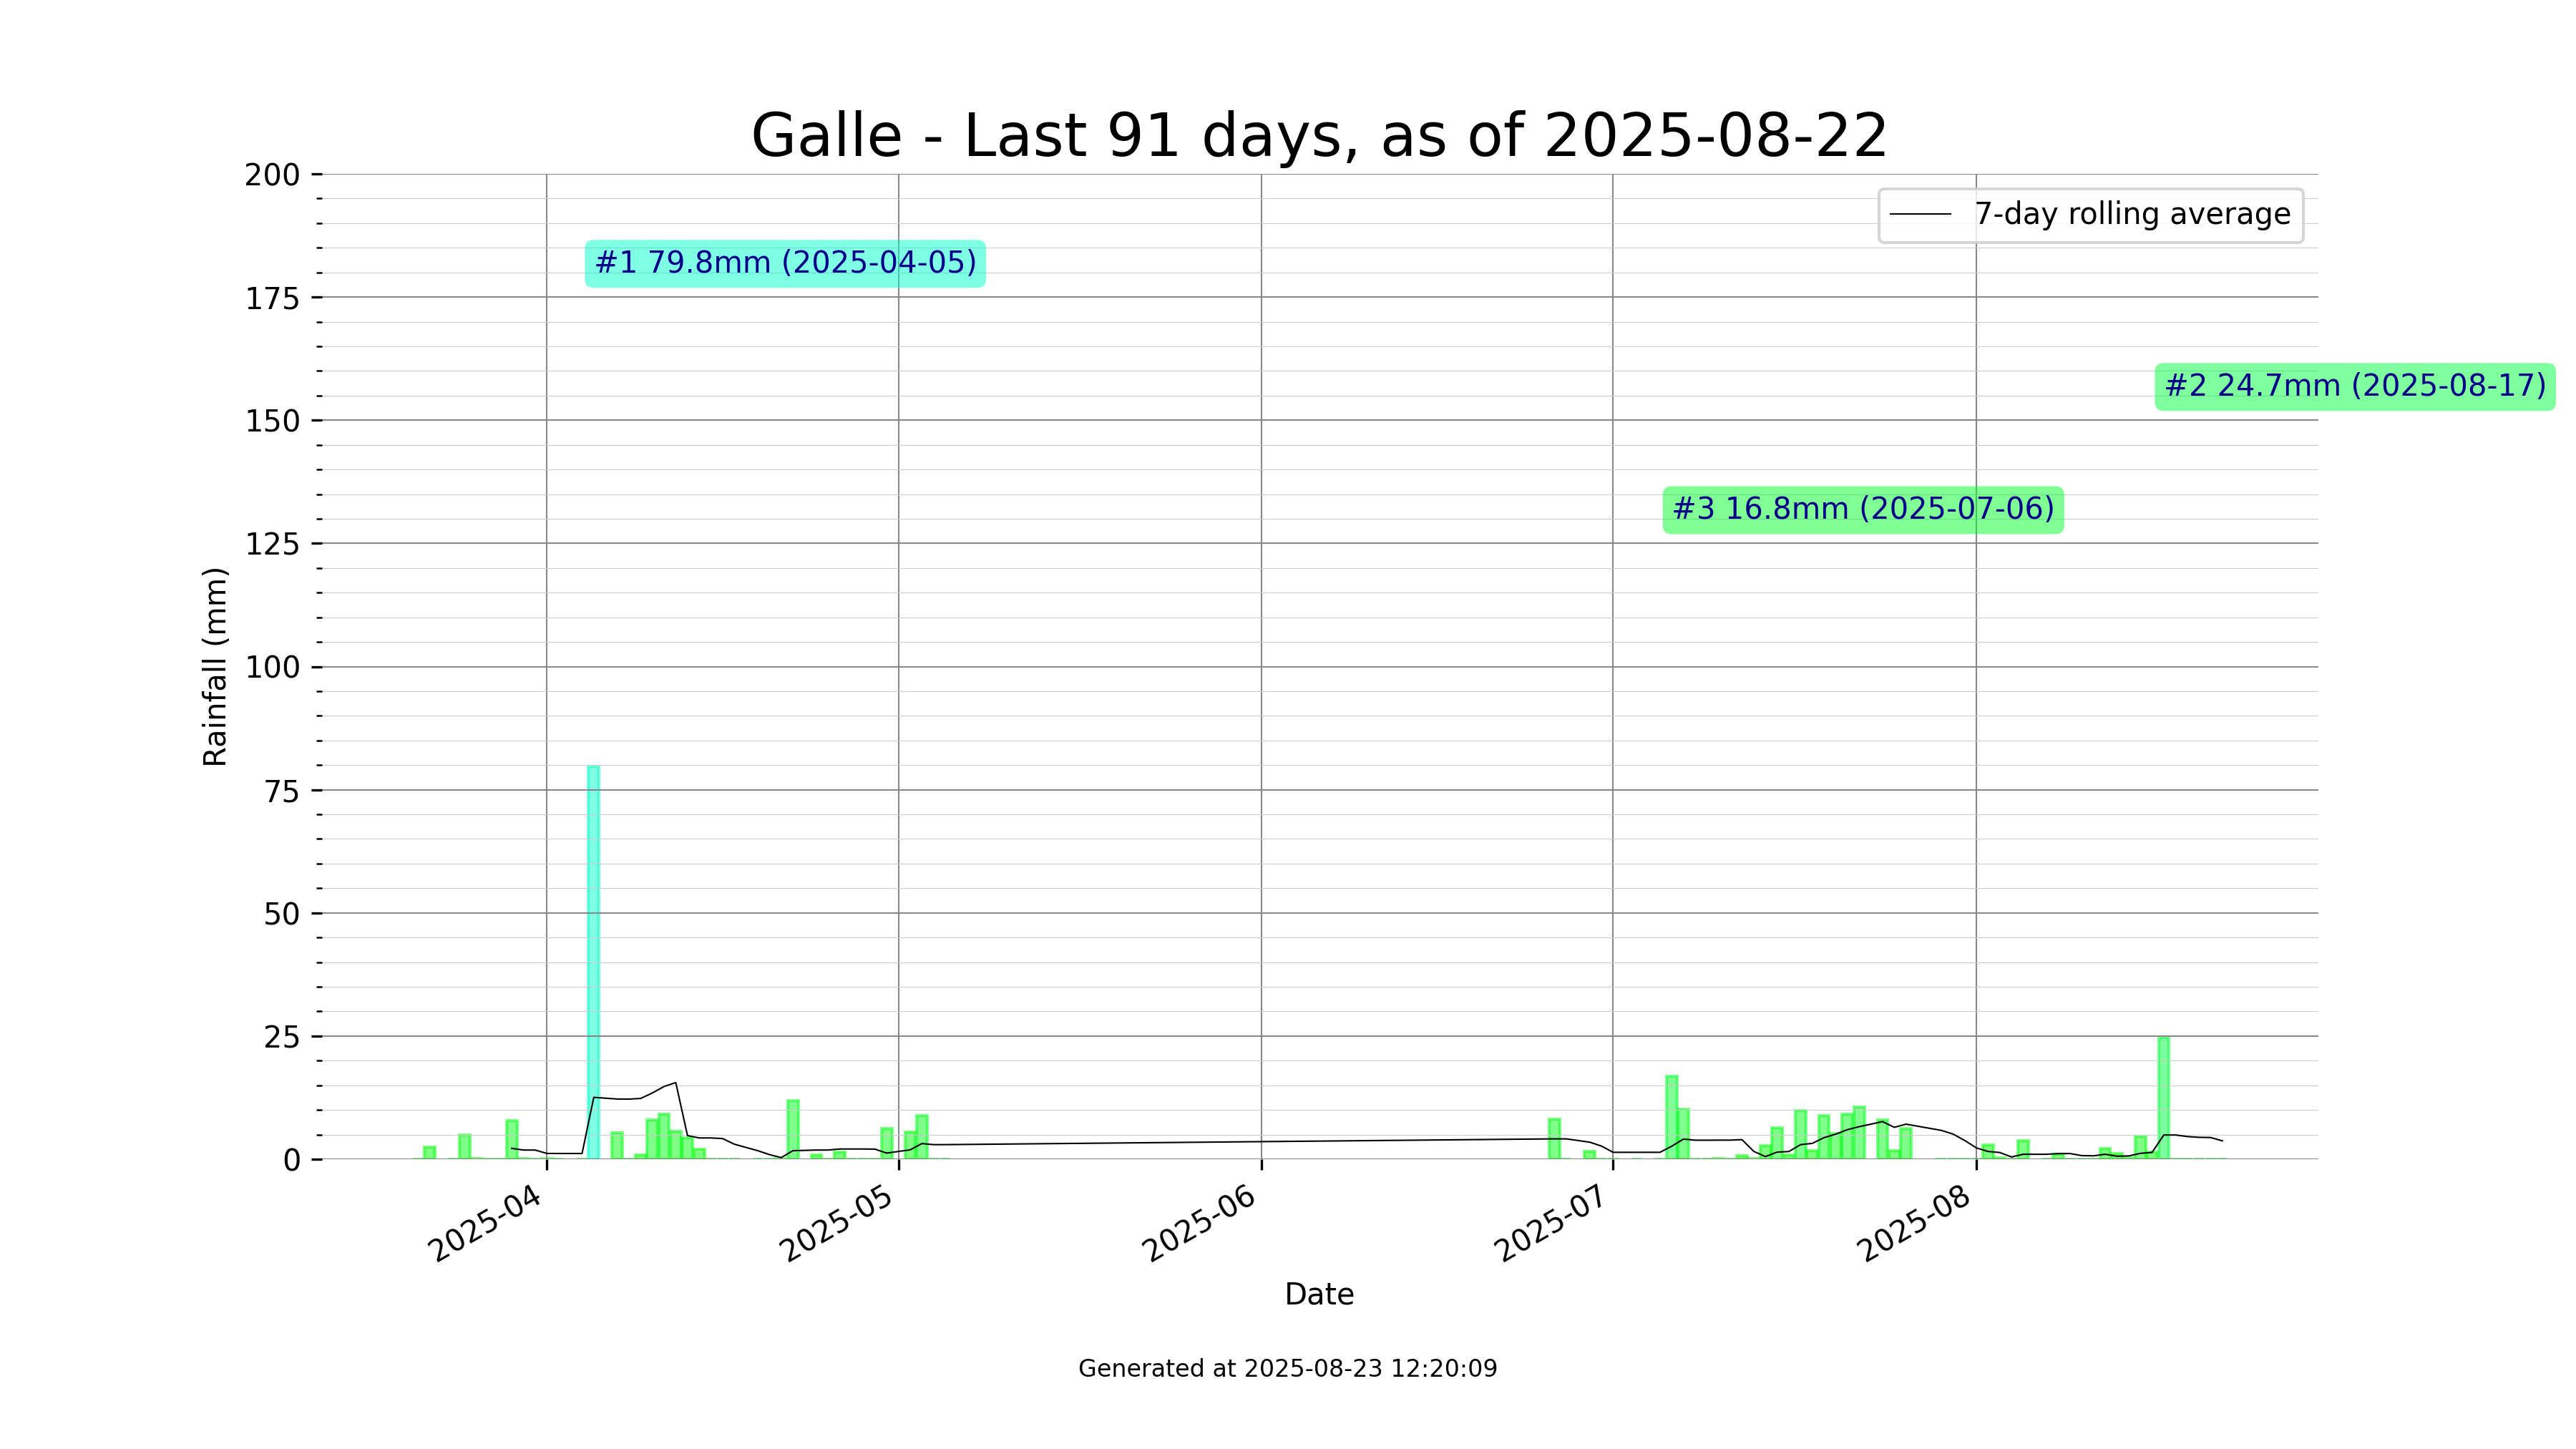 Galle - Last 91 days, as of 2025-08-22
7-day rolling average
#1 79.8mm (2025-04-05)
#2 24.7mm (2025-08-17)
#3 16.8mm (2025-07-06)
Rainfall (mm)
200
175
150
125
100
75
50
25
0
2025-04
2025-05
2025-06
2025-07
2025-08
Date
Generated at 2025-08-23 12:20:09